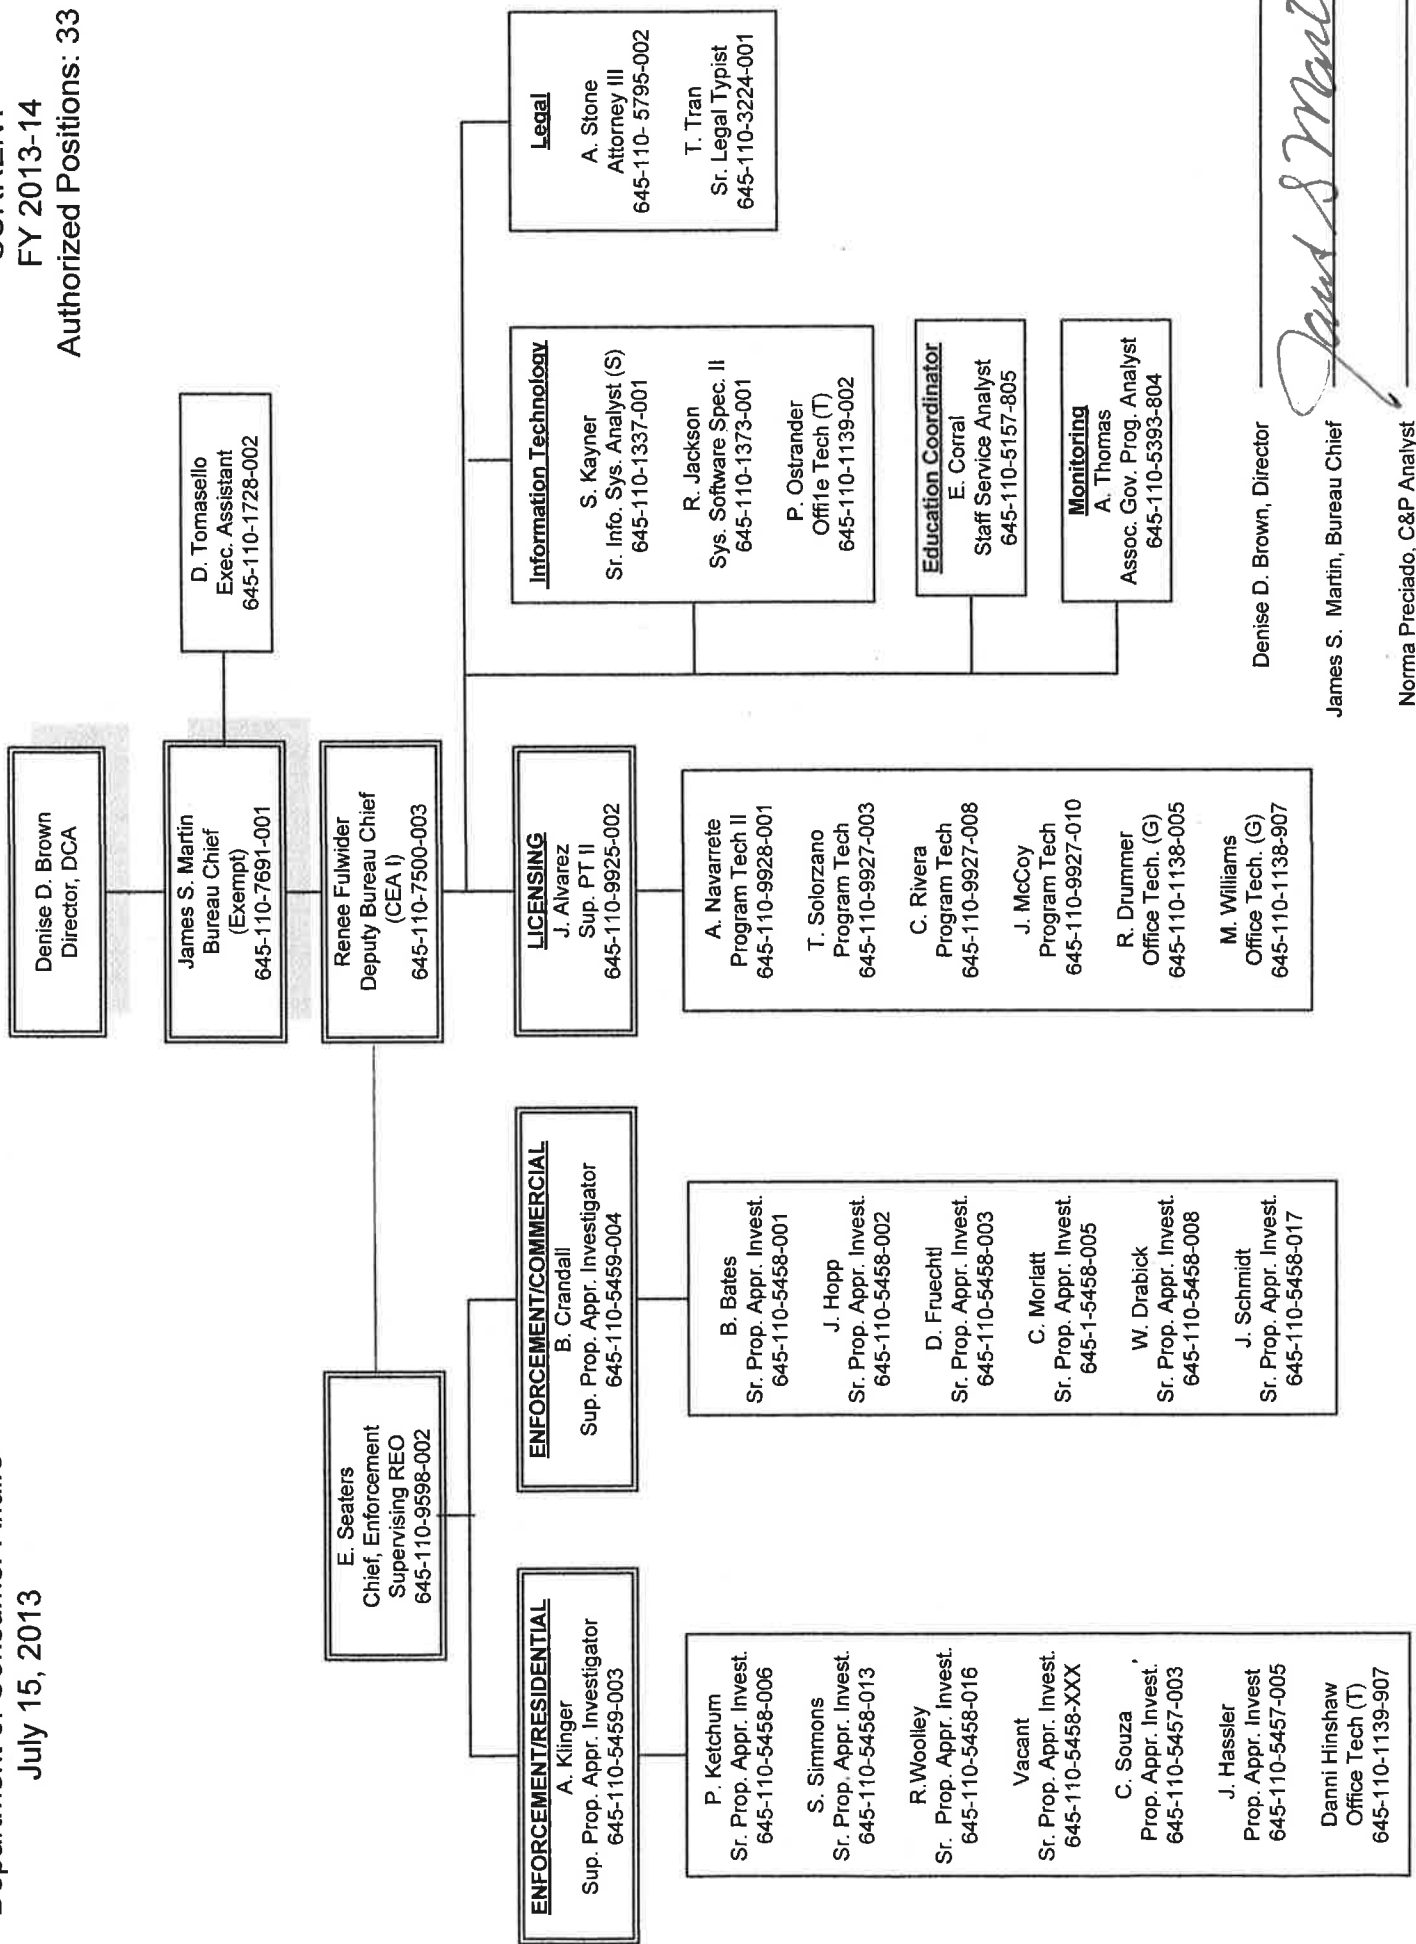 July 15, 2013
FY 2013-14
Authorized Positions: 33
Denise D. Brown
Director, DCA
James S. Martin
Bureau Chief
(Exempt)
645-110-7691-001
D. Tomasello
Exec. Assistant
645-110-1728-002
Renee Fulwider
Deputy Bureau Chief
(CEA I)
645-110-7500-003
E. Seaters
Chief, Enforcement
Supervising REO
645-110-9598-002
ENFORCEMENT/RESIDENTIAL
A. Klinger
Sup. Prop. Appr. Investigator
645-110-5459-003
P. Ketchum
Sr. Prop. Appr. Invest.
645-110-5458-006
S. Simmons
Sr. Prop. Appr. Invest.
645-110-5458-013
R.Woolley
Sr. Prop. Appr. Invest.
645-110-5458-016
Vacant
Sr. Prop. Appr. Invest.
645-110-5458-XXX
C. Souza
Prop. Appr. Invest.
645-110-5457-003
J. Hassler
Prop. Appr. Invest
645-110-5457-005
Danni Hinshaw
Office Tech (T)
645-110-1139-907
ENFORCEMENT/COMMERCIAL
B. Crandall
Sup. Prop. Appr. Investigator
645-110-5459-004
B. Bates
Sr. Prop. Appr. Invest.
645-110-5458-001
J. Hopp
Sr. Prop. Appr. Invest.
645-110-5458-002
D. Fruechtl
Sr. Prop. Appr. Invest.
645-110-5458-003
C. Morlatt
Sr. Prop. Appr. Invest.
645-1-5458-005
W. Drabick
Sr. Prop. Appr. Invest.
645-110-5458-008
J. Schmidt
Sr. Prop. Appr. Invest.
645-110-5458-017
LICENSING
J. Alvarez
Sup. PT II
645-110-9925-002
A. Navarrete
Program Tech II
645-110-9928-001
T. Solorzano
Program Tech
645-110-9927-003
C. Rivera
Program Tech
645-110-9927-008
J. McCoy
Program Tech
645-110-9927-010
R. Drummer
Office Tech. (G)
645-110-1138-005
M. Williams
Office Tech. (G)
645-110-1138-907
Information Technology
S. Kayner
Sr. Info. Sys. Analyst (S)
645-110-1337-001
R. Jackson
Sys. Software Spec. II
645-110-1373-001
P. Ostrander
Offi1e Tech (T)
645-110-1139-002
Education Coordinator
E. Corral
Staff Service Analyst
645-110-5157-805
Monitoring
A. Thomas
Assoc. Gov. Prog. Analyst
645-110-5393-804
Legal
A. Stone
Attorney III
645-110- 5795-002
T. Tran
Sr. Legal Typist
645-110-3224-001
Denise D. Brown, Director
James S. Martin, Bureau Chief
Norma Preciado, C&P Analyst